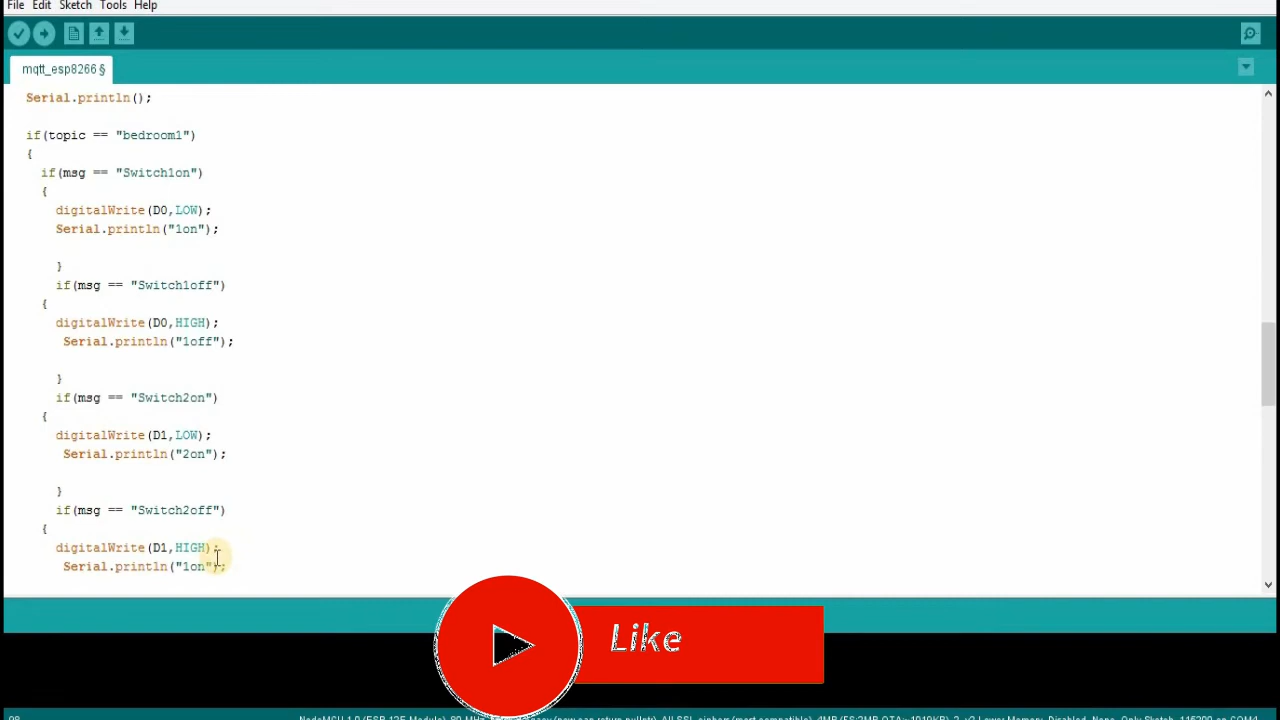 File Edit Sketch Tools Help
mqtt_esp8266 §
Serial.println();
if(topic == "bedroom1")
{
if(msg == "Switch1on")
{
digitalWrite(D0,LOW);
Serial.println("1on");
}
if(msg == "Switch1off")
{
digitalWrite(D0,HIGH);
Serial.println("1off");
}
if(msg == "Switch2on")
{
digitalWrite(D1,LOW);
Serial.println("2on");
}
if(msg == "Switch2off")
{
digitalWrite(D1,HIGH);
Serial.println("1on");
Like